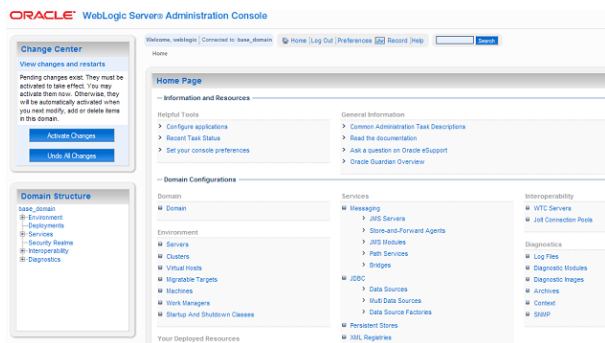 ORACLE® WebLogic Server® Administration Console
Change Center
View changes and restarts
Pending changes exist. They must be
activated to take effect. You may
activate them now. Otherwise, they
will be automatically activated when
you next modify, add or delete items
in this domain.
Activate Changes
Undo All Changes
Domain Structure
base_domain
Environment
Deployments
Services
Security Realms
Interoperability
Diagnostics
Welcome, weblogic Connected to: base_domain Home Log Out Preferences Record Help Search
Home
Home Page
Information and Resources
Helpful Tools
Configure applications
Recent Task Status
Set your console preferences
General Information
Common Administration Task Descriptions
Read the documentation
Ask a question on Oracle eSupport
Oracle Guardian Overview
Domain Configurations
Domain
Domain
Environment
Servers
Clusters
Virtual Hosts
Migratable Targets
Machines
Work Managers
Startup And Shutdown Classes
Your Deployed Resources
Services
Messaging
JMS Servers
Store-and-Forward Agents
JMS Modules
Path Services
Bridges
JDBC
Data Sources
Multi Data Sources
Data Source Factories
Persistent Stores
XML Registries
Interoperability
WTC Servers
Jolt Connection Pools
Diagnostics
Log Files
Diagnostic Modules
Diagnostic Images
Archives
Context
SNMP